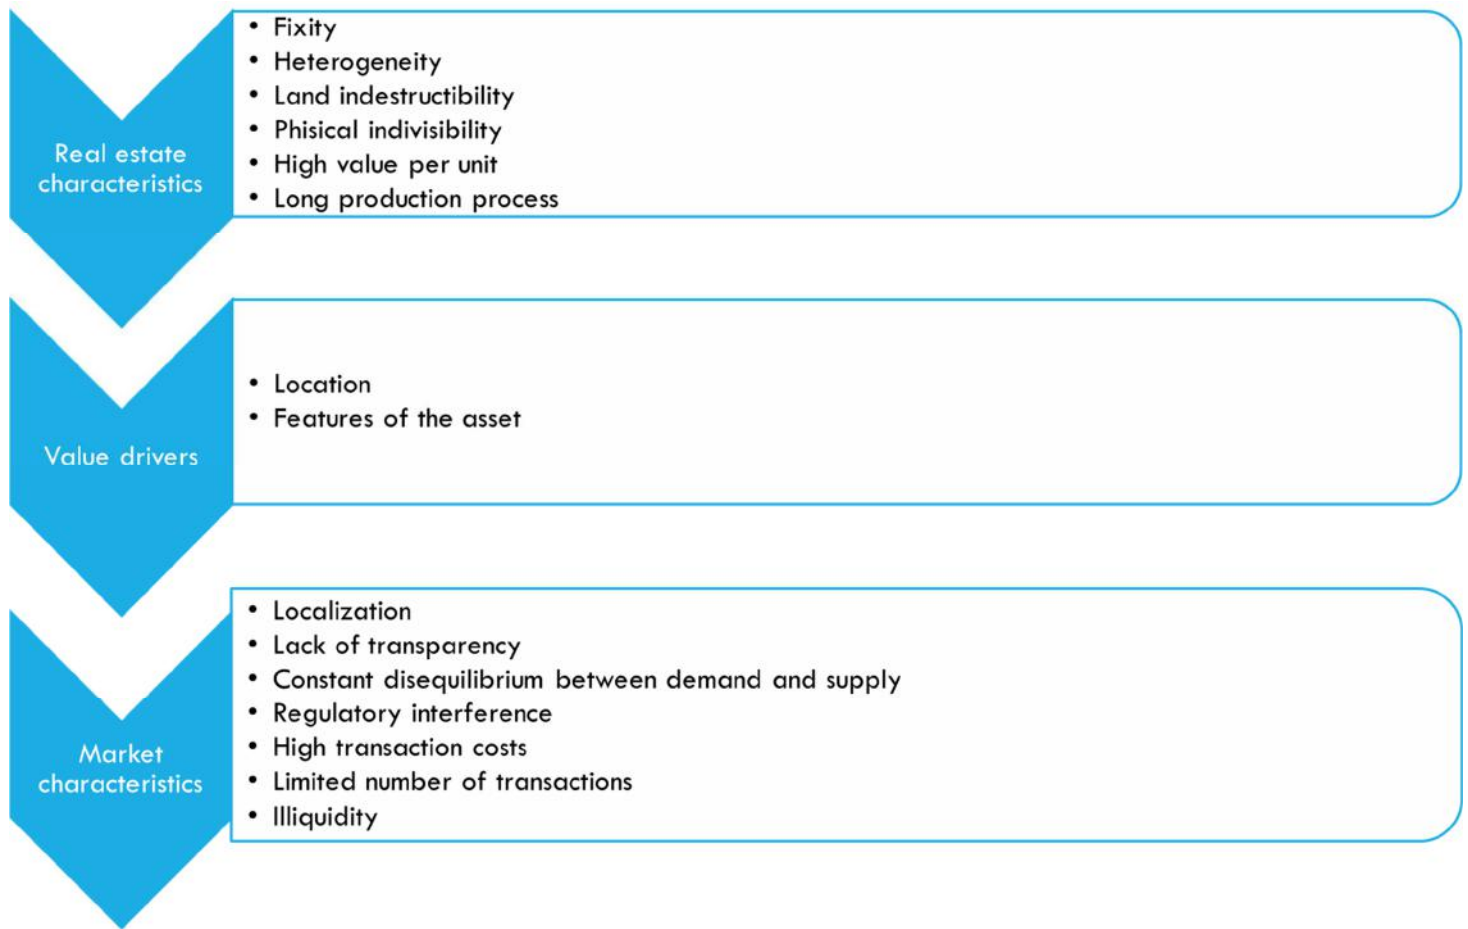 Real estate
characteristics
• Fixity
• Heterogeneity
• Land indestructibility
• Phisical indivisibility
• High value per unit
• Long production process
Value drivers
• Location
• Features of the asset
Market
characteristics
• Localization
• Lack of transparency
• Constant disequilibrium between demand and supply
• Regulatory interference
• High transaction costs
• Limited number of transactions
• Illiquidity